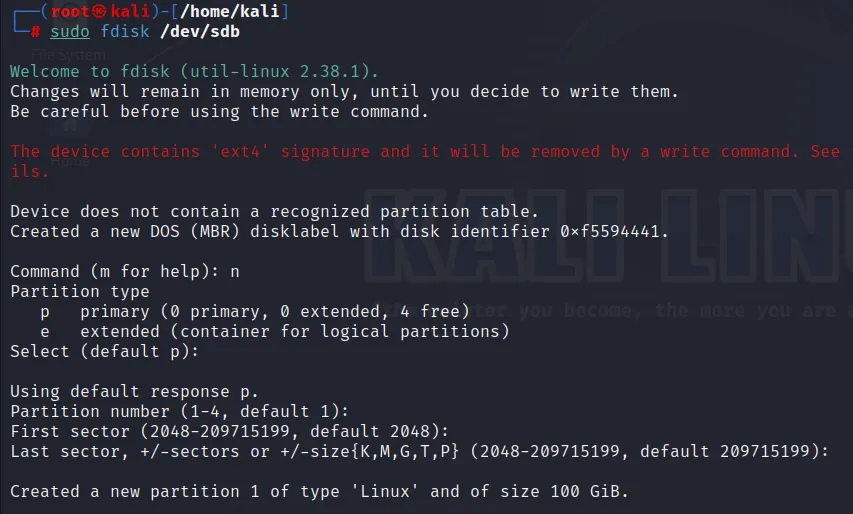 ┌──(root㉿kali)-[/home/kali]
└─# sudo fdisk /dev/sdb
File System
Welcome to fdisk (util-linux 2.38.1).
Changes will remain in memory only, until you decide to write them.
Be careful before using the write command.
The device contains 'ext4' signature and it will be removed by a write command. See
ils.
Home
KALI LINU
Device does not contain a recognized partition table.
Created a new DOS (MBR) disklabel with disk identifier 0xf5594441.
Command (m for help): n
Partition type
p primary (0 primary, 0 extended, 4 free)
you become, the more you are a
e extended (container for logical partitions)
Select (default p):
Using default response p.
Partition number (1-4, default 1):
First sector (2048-209715199, default 2048):
Last sector, +/-sectors or +/-size{K,M,G,T,P} (2048-209715199, default 209715199):
Created a new partition 1 of type 'Linux' and of size 100 GiB.